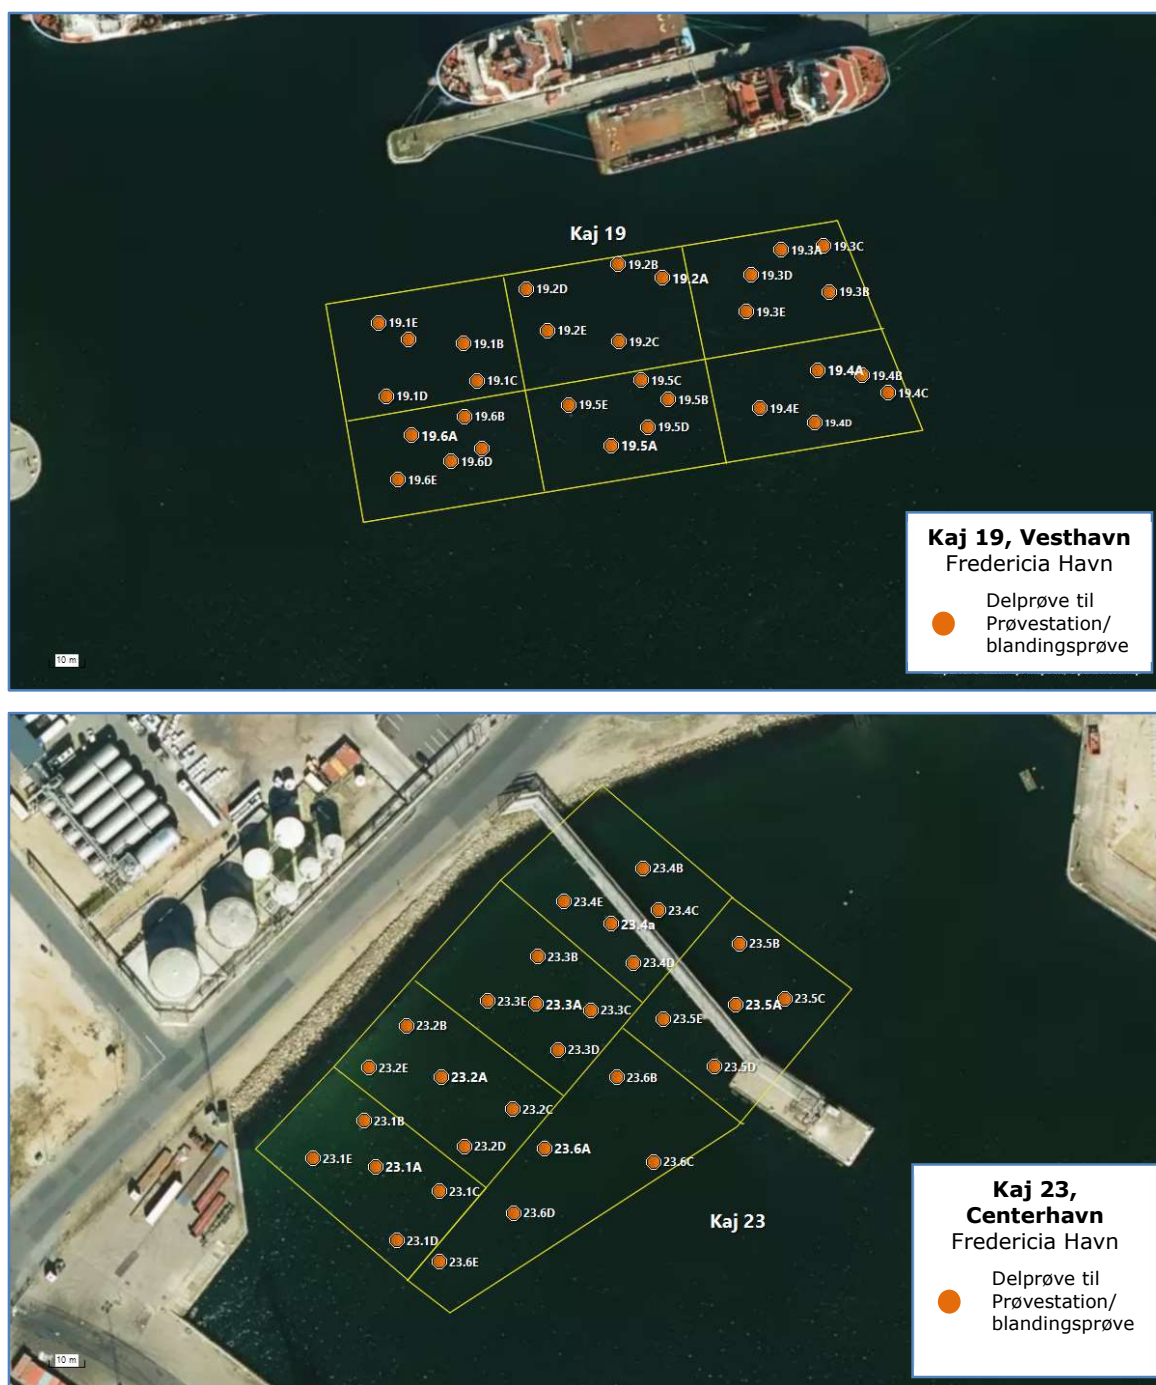 Kaj 19
19.3A
19.3C
19.2B
19.2A
19.3D
19.2D
19.3B
19.3E
19.1E
19.2E
19.2C
19.1B
19.4A
19.4B
19.1C
19.5C
19.4C
19.1D
19.5B
19.5E
19.4E
19.6B
19.4D
19.5D
19.6A
19.5A
19.6D
19.6E
Kaj 19, Vesthavn
Fredericia Havn
Delprøve til
Prøvestation/
blandingsprøve
10 m
23.4B
23.4E
23.4C
23.4a
23.5B
23.3B
23.4D
23.3E
23.3A
23.5C
23.5A
23.3C
23.5E
23.2B
23.3D
23.2E
23.5D
23.2A
23.6B
23.2C
23.1B
23.2D
23.6A
23.1E
23.6C
23.1A
23.1C
23.6D
Kaj 23
23.1D
23.6E
Kaj 23,
Centerhavn
Fredericia Havn
Delprøve til
Prøvestation/
blandingsprøve
10 m